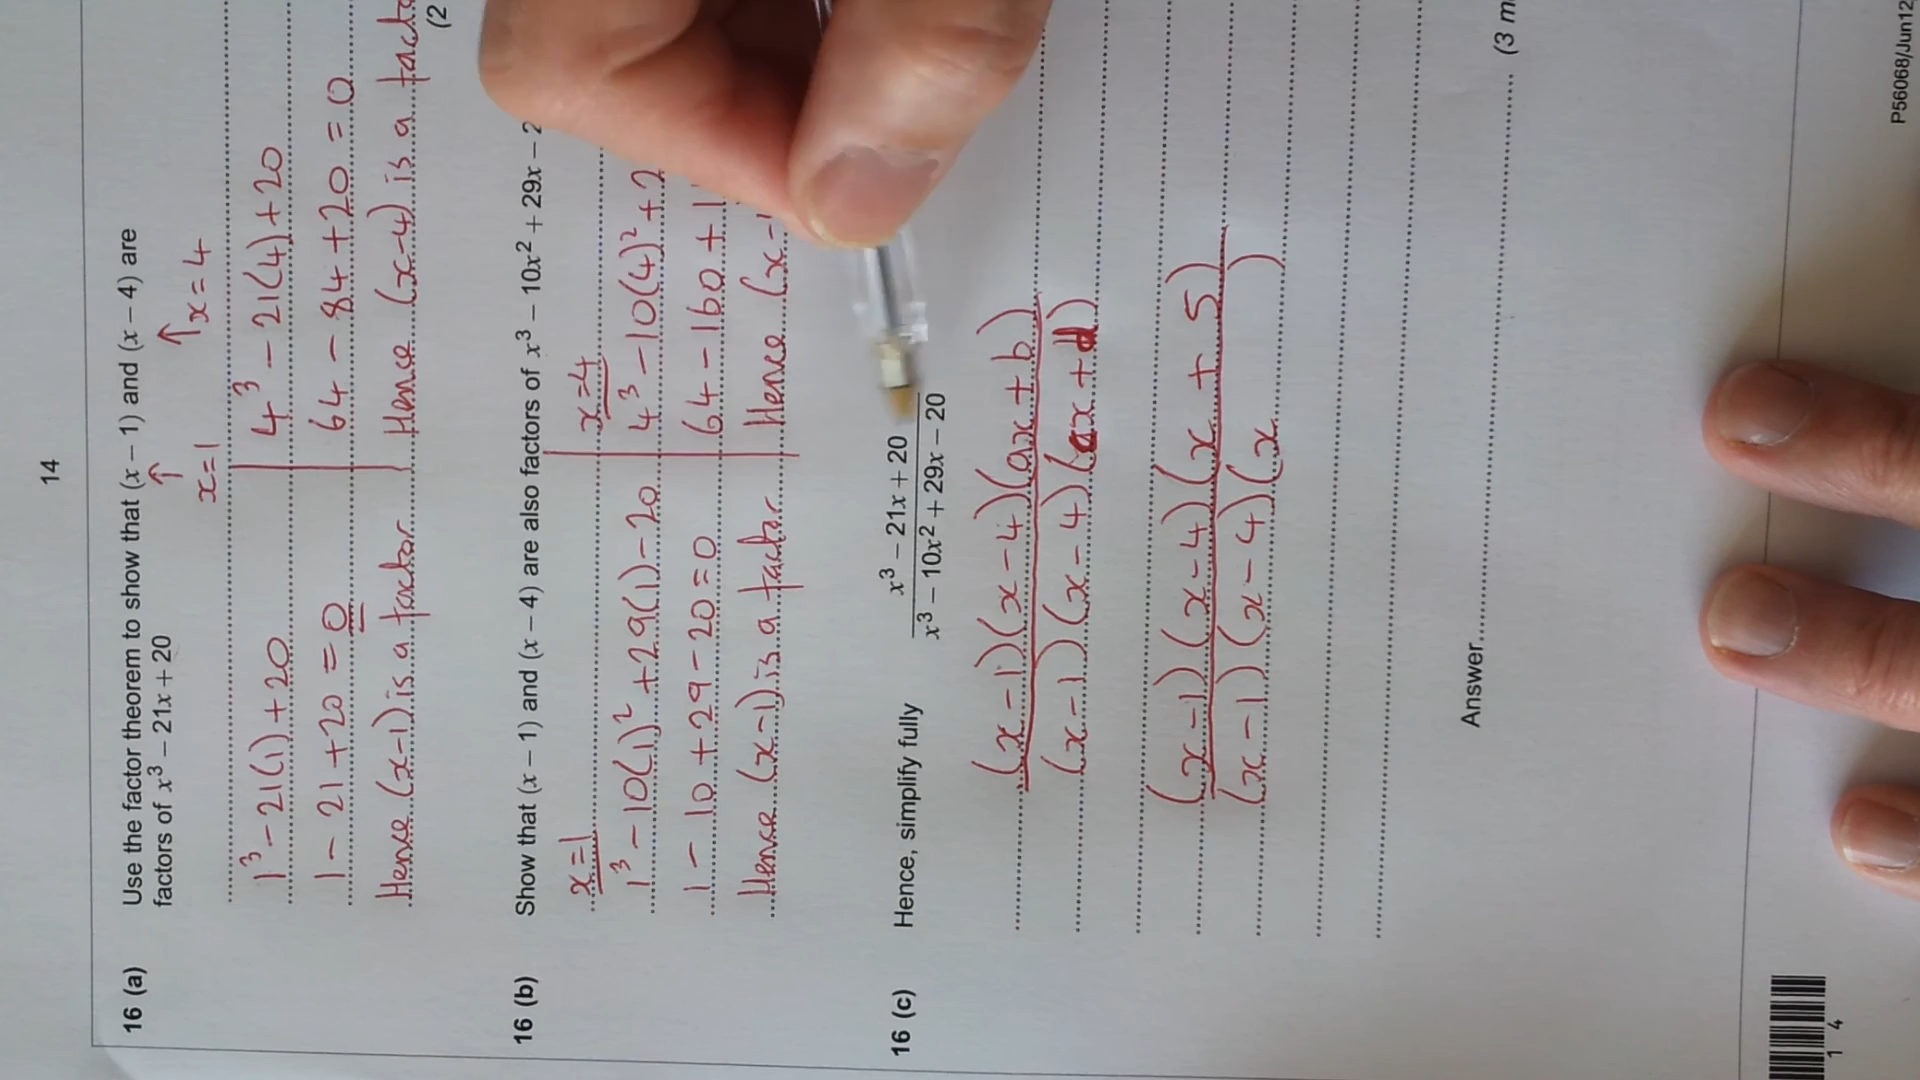 14
16 (a) Use the factor theorem to show that (x − 1) and (x − 4) are
factors of x³ − 21x + 20
↑ x=1
↑ x=4
1³ − 21(1) + 20
1 − 21 + 20 = 0
Hence (x−1) is a factor
4³ − 21(4) + 20
64 − 84 + 20 = 0
Hence (x−4) is a
(2
16 (b) Show that (x − 1) and (x − 4) are also factors of x³ − 10x² + 29x − 2
x=1
1³ − 10(1)² + 29(1) − 20
1 − 10 + 29 − 20 = 0
Hence (x−1) is a factor
x=4
4³ − 10(4)² + 2
64 − 160 + 1
Hence (x −
16 (c) Hence, simplify fully
x³ − 21x + 20
x³ − 10x² + 29x − 20
(x−1)(x−4)(ax+b)
(x−1)(x−4)(cx+d)
(x−1)(x−4)(x + 5)
(x−1)(x−4)(x )
Answer
(3 m
1 4
P56068/Jun12